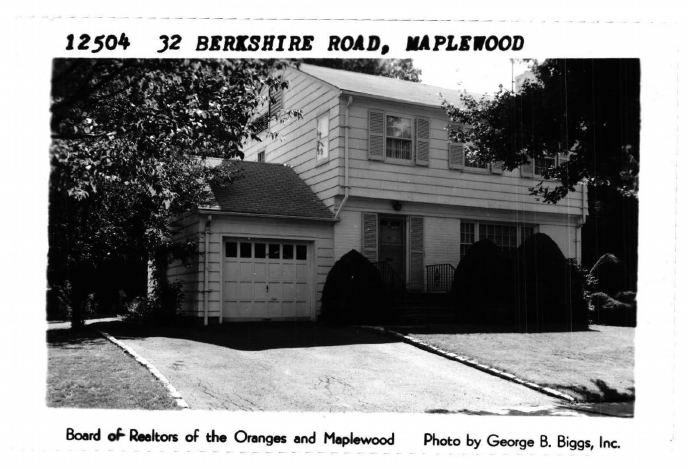 12504 32 BERKSHIRE ROAD, MAPLEWOOD
Board of Realtors of the Oranges and Maplewood Photo by George B. Biggs, Inc.